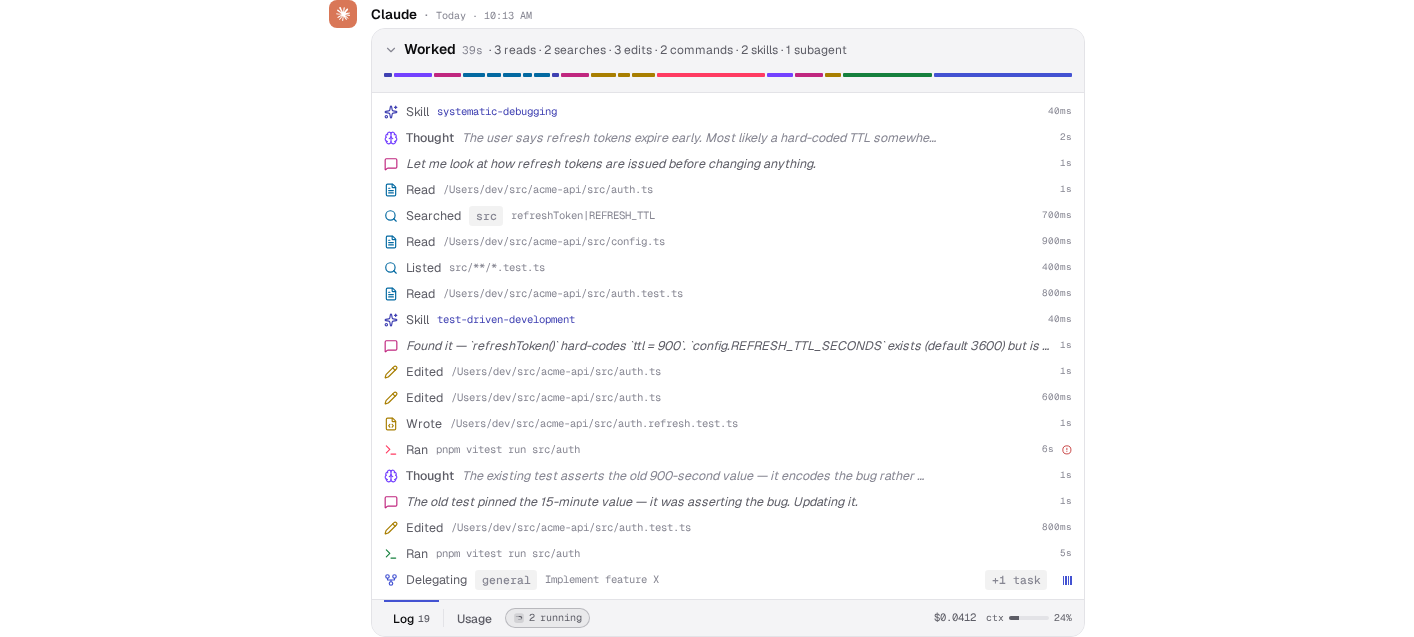 Claude · Today · 10:13 AM
Worked 39s · 3 reads · 2 searches · 3 edits · 2 commands · 2 skills · 1 subagent
Skill systematic-debugging 40ms
Thought The user says refresh tokens expire early. Most likely a hard-coded TTL somewhe… 2s
Let me look at how refresh tokens are issued before changing anything. 1s
Read /Users/dev/src/acme-api/src/auth.ts 1s
Searched src refreshToken|REFRESH_TTL 700ms
Read /Users/dev/src/acme-api/src/config.ts 900ms
Listed src/**/*.test.ts 400ms
Read /Users/dev/src/acme-api/src/auth.test.ts 800ms
Skill test-driven-development 40ms
Found it — `refreshToken()` hard-codes `ttl = 900`. `config.REFRESH_TTL_SECONDS` exists (default 3600) but is … 1s
Edited /Users/dev/src/acme-api/src/auth.ts 1s
Edited /Users/dev/src/acme-api/src/auth.ts 600ms
Wrote /Users/dev/src/acme-api/src/auth.refresh.test.ts 1s
Ran pnpm vitest run src/auth 6s
Thought The existing test asserts the old 900-second value — it encodes the bug rather … 1s
The old test pinned the 15-minute value — it was asserting the bug. Updating it. 1s
Edited /Users/dev/src/acme-api/src/auth.test.ts 800ms
Ran pnpm vitest run src/auth 5s
Delegating general Implement feature X +1 task
Log 19 Usage 2 running $0.0412 ctx 24%